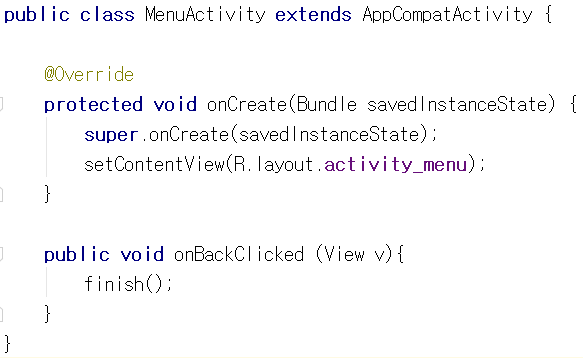 public class MenuActivity extends AppCompatActivity {
@Override
protected void onCreate(Bundle savedInstanceState) {
super.onCreate(savedInstanceState);
setContentView(R.layout.activity_menu);
}
public void onBackClicked (View v){
finish();
}
}